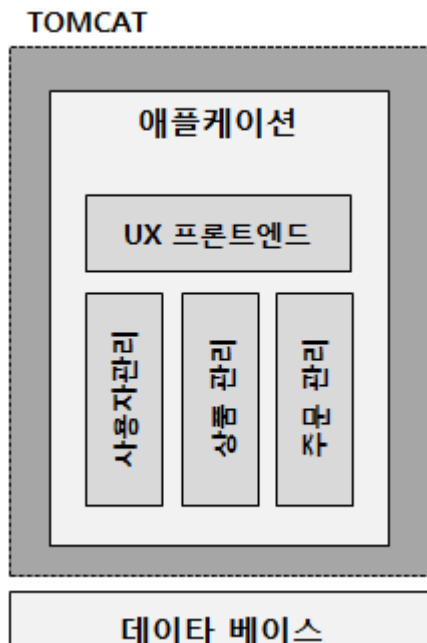 TOMCAT
애플케이션
UX 프론트엔드
사용자관리
상품 관리
주문 관리
데이타 베이스